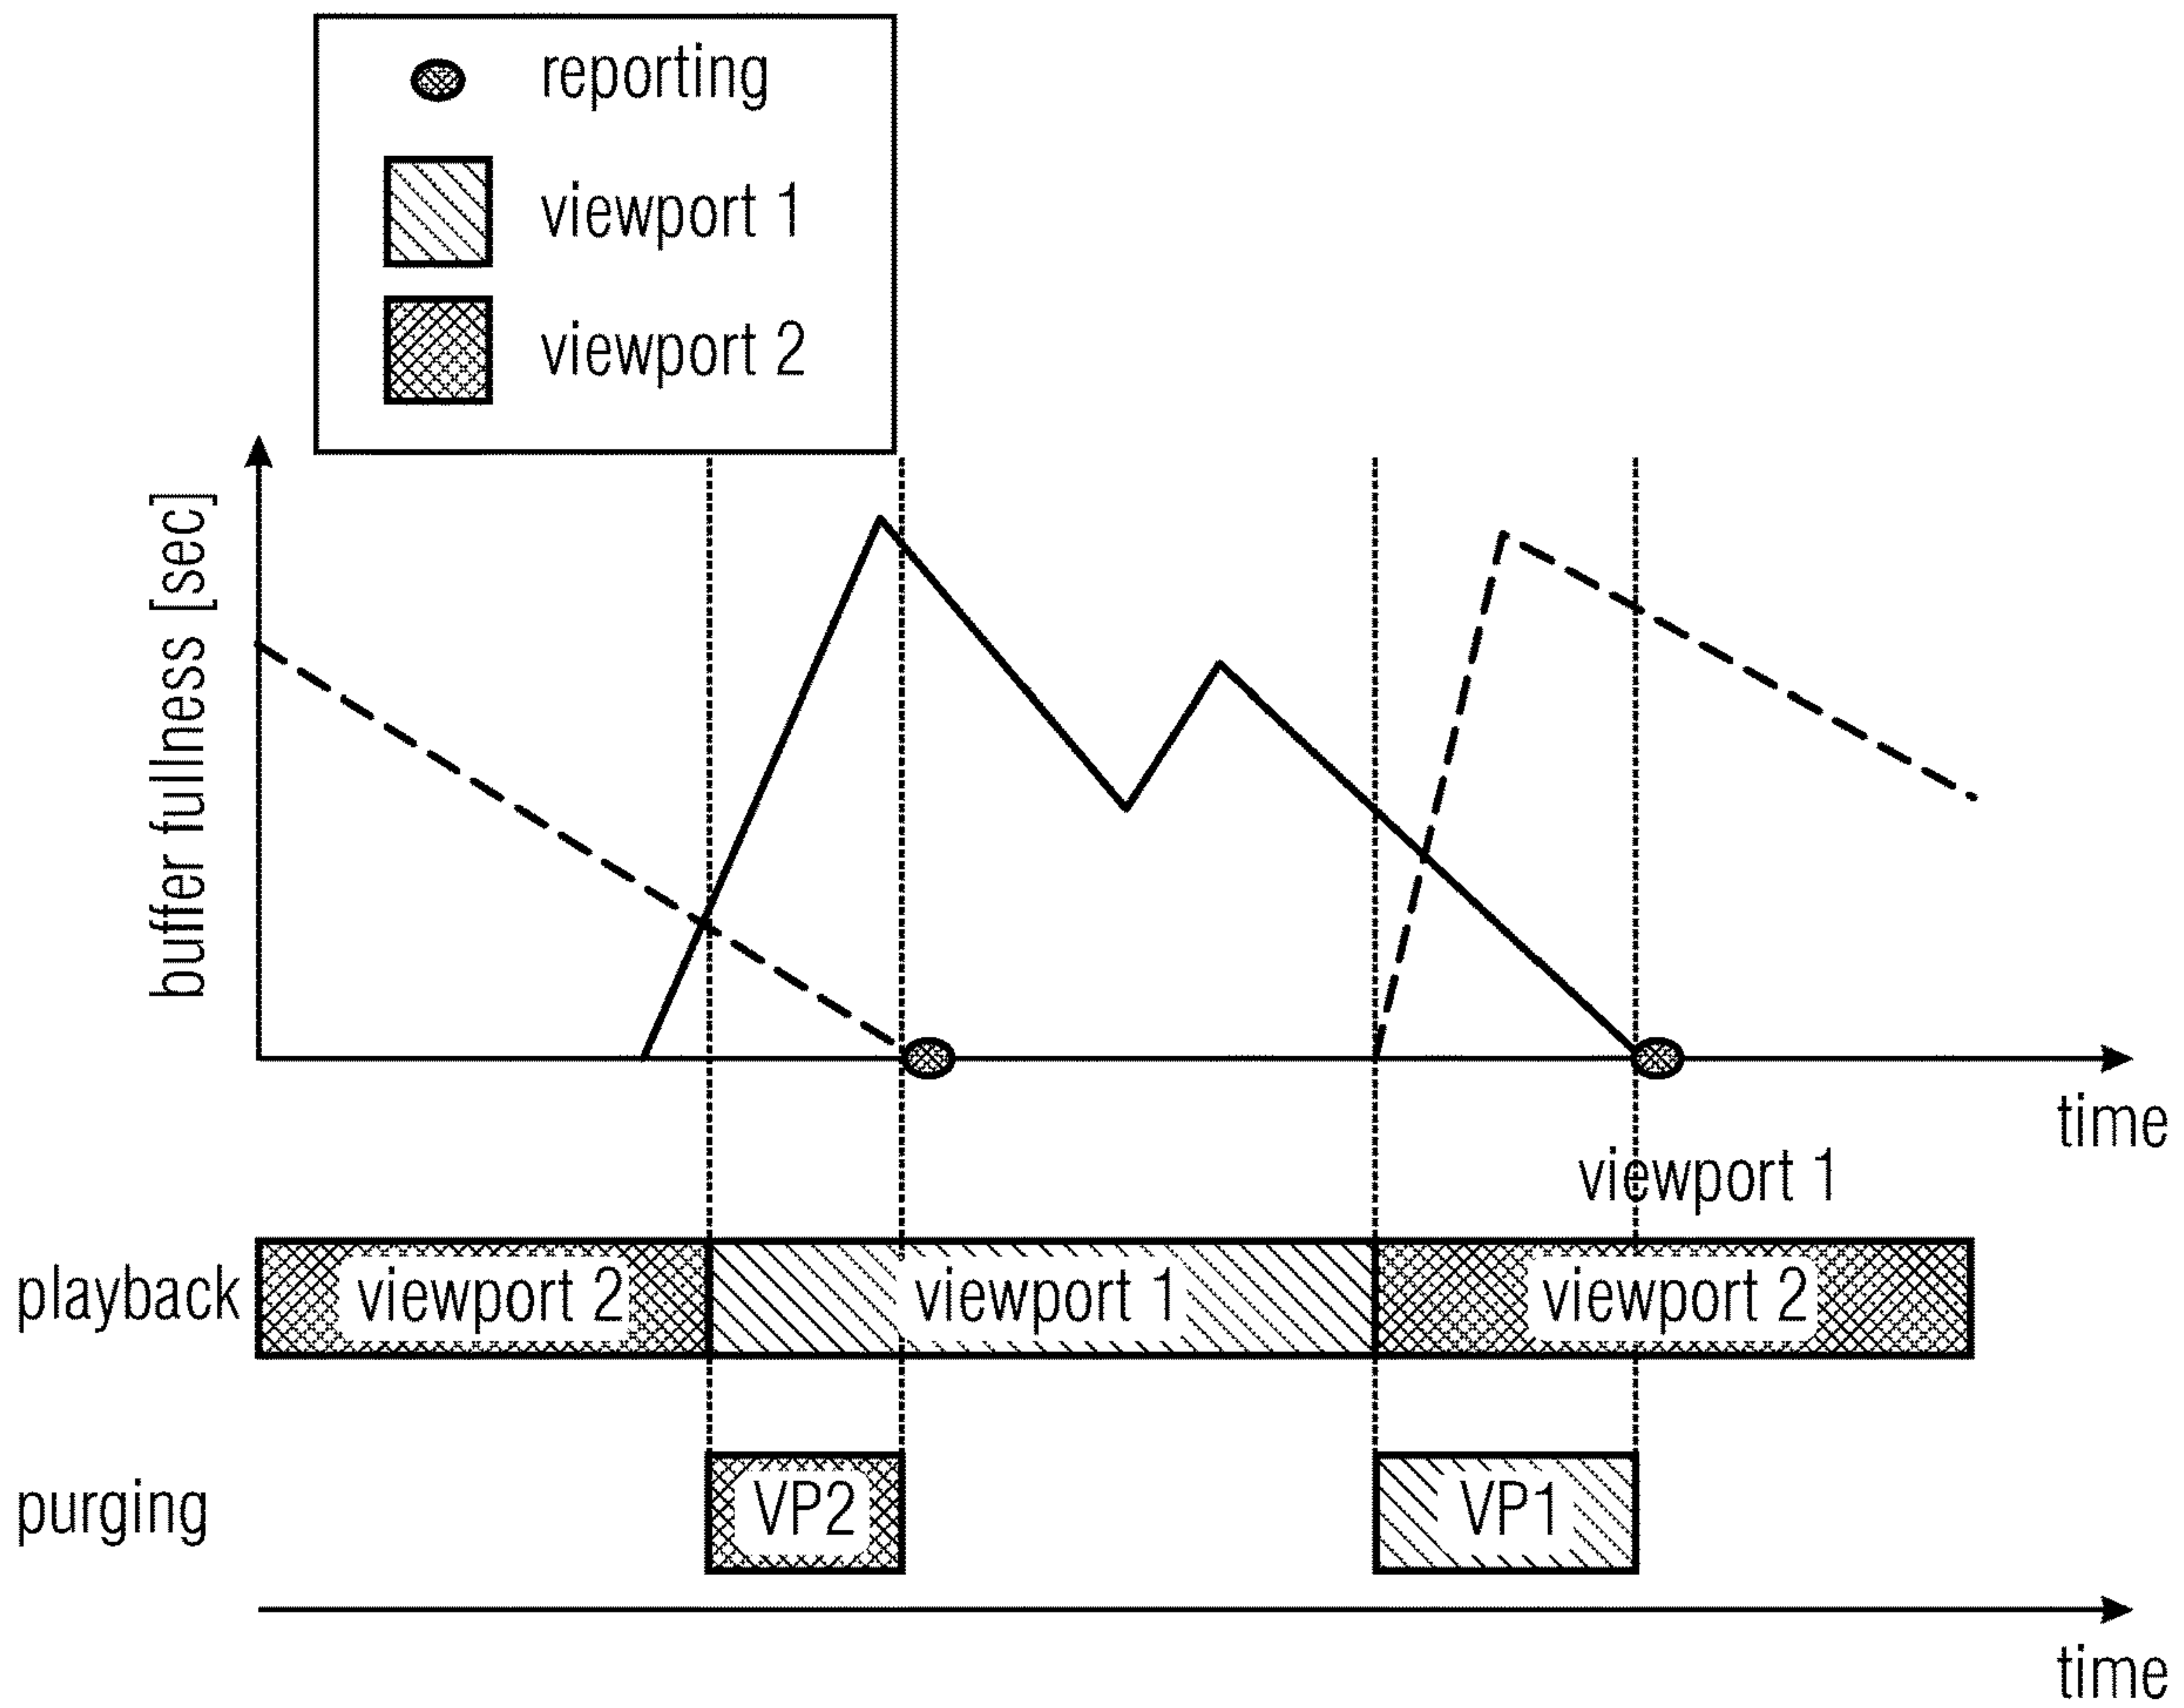 reporting
viewport 1
viewport 2
buffer fullness [sec]
time
viewport 1
playback
viewport 2
viewport 1
viewport 2
purging
VP2
VP1
time